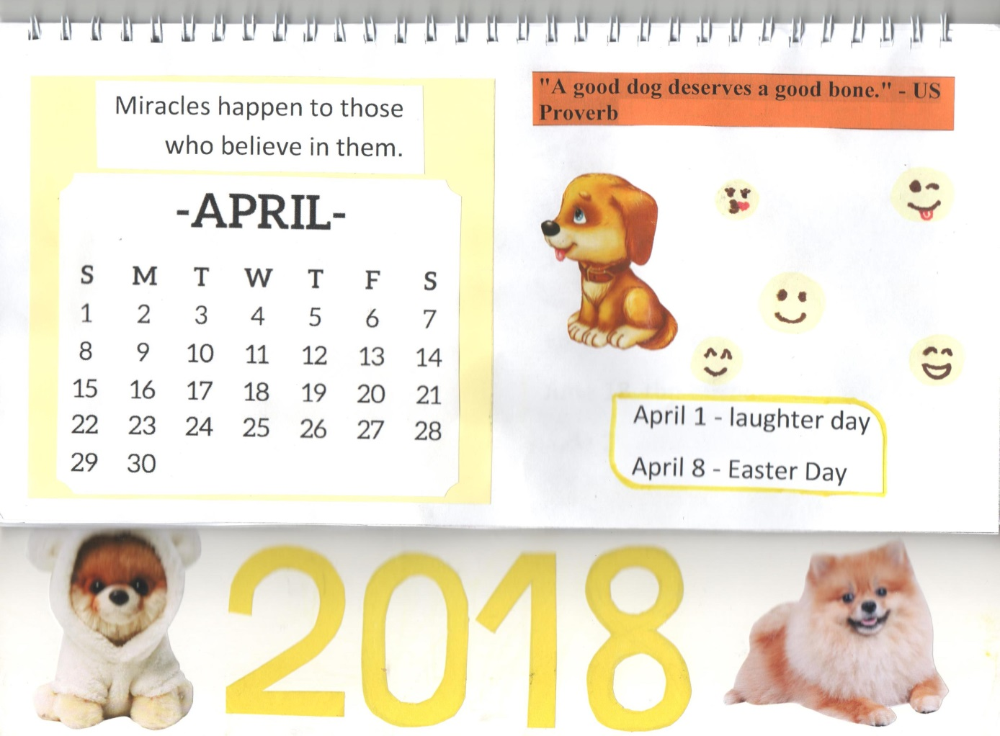 Miracles happen to those
who believe in them.
-APRIL-
S M T W T F S
1 2 3 4 5 6 7
8 9 10 11 12 13 14
15 16 17 18 19 20 21
22 23 24 25 26 27 28
29 30
"A good dog deserves a good bone." - US
Proverb
April 1 - laughter day
April 8 - Easter Day
2018